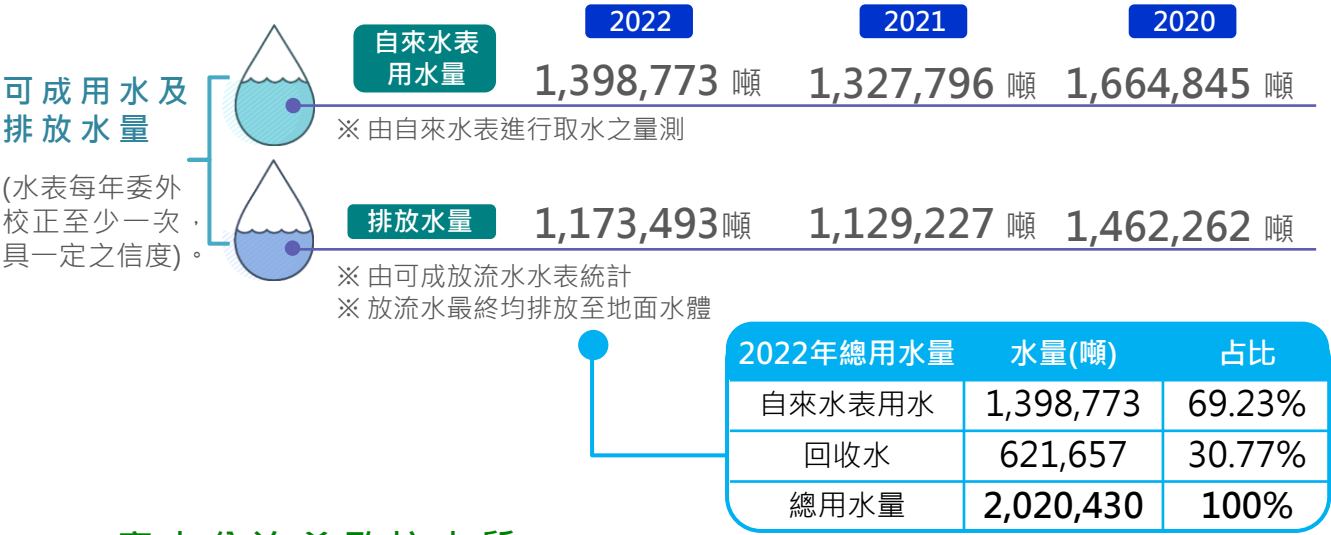 2022 2021 2020
可成用水及
排放水量
(水表每年委外
校正至少一次，
具一定之信度)。
自來水表
用水量
1,398,773 噸 1,327,796 噸 1,664,845 噸
※ 由自來水表進行取水之量測
排放水量 1,173,493噸 1,129,227 噸 1,462,262 噸
※ 由可成放流水水表統計
※ 放流水最終均排放至地面水體
2022年總用水量 水量(噸) 占比
自來水表用水 1,398,773 69.23%
回收水 621,657 30.77%
總用水量 2,020,430 100%